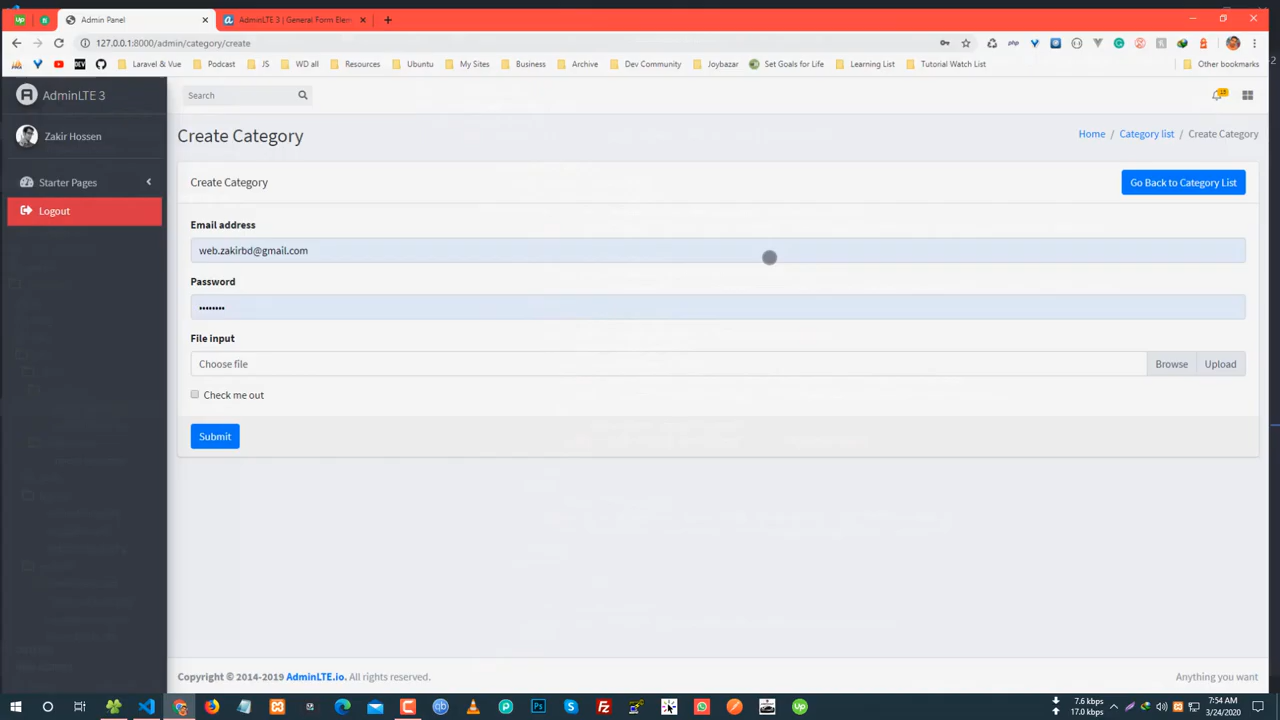 Admin Panel
AdminLTE 3 | General Form Elem
127.0.0.1:8000/admin/category/create
Laravel & Vue
Podcast
JS
WD all
Resources
Ubuntu
My Sites
Business
Archive
Dev Community
Joybazar
Set Goals for Life
Learning List
Tutorial Watch List
Other bookmarks
AdminLTE 3
Search
Zakir Hossen
Create Category
Home / Category list / Create Category
Starter Pages
Create Category
Go Back to Category List
Logout
Email address
web.zakirbd@gmail.com
Password
••••••••
File input
Choose file
Browse
Upload
Check me out
Submit
Copyright © 2014-2019 AdminLTE.io. All rights reserved.
Anything you want
7.6 kbps
17.0 kbps
7:54 AM
3/24/2020